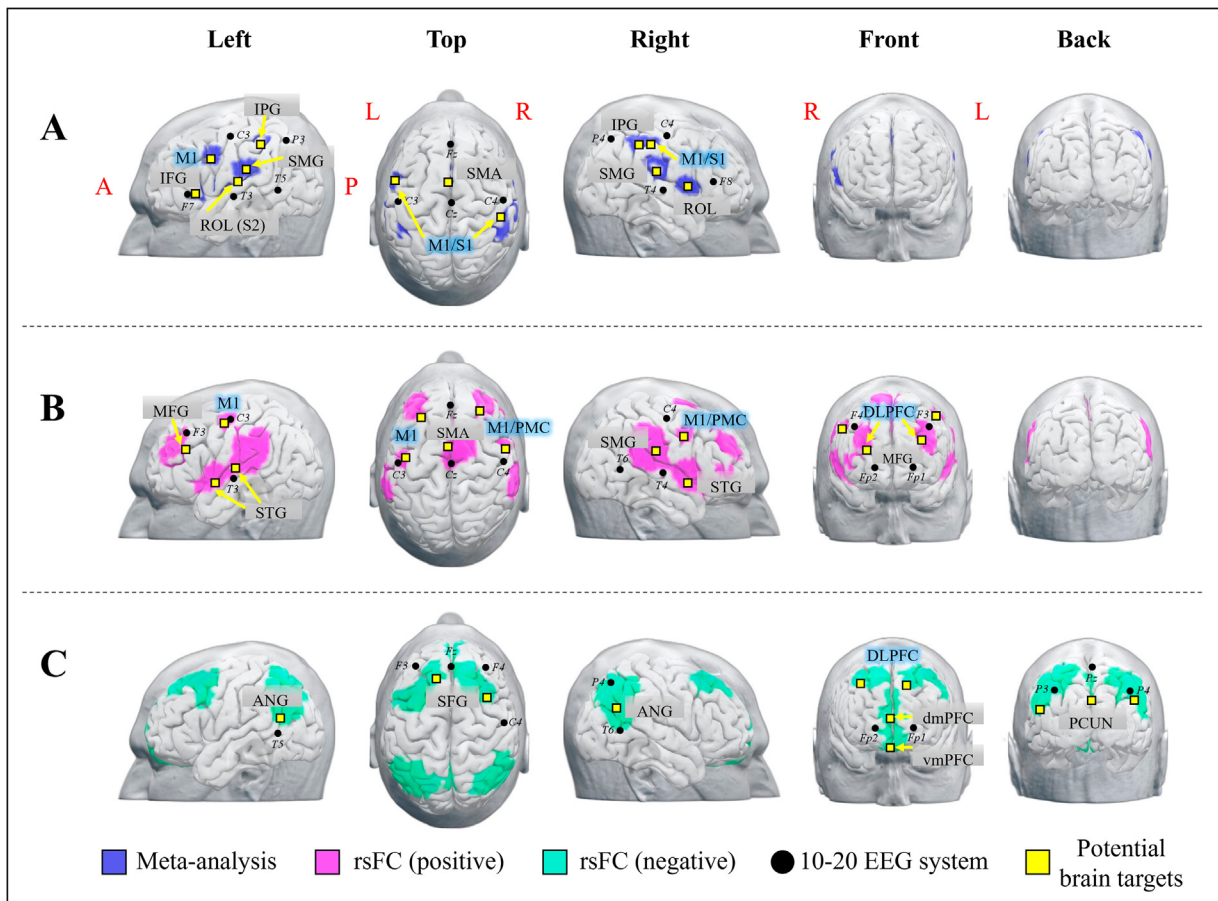 Left Top Right Front Back
A
A
IPG
C3
P3
M1
SMG
IFG
F7
T3
T5
ROL (S2)
P
L
R
Fz
SMA
C3
C4
Cz
M1/S1
IPG
C4
P4
M1/S1
SMG
T4
F8
ROL
R
L
B
M1
C3
MFG
F3
T3
STG
Fz
M1
SMA
M1/PMC
C3
Cz
C4
C4
M1/PMC
SMG
T6
T4
STG
DLPFC
F4
F3
MFG
Fp2
Fp1
C
ANG
T5
Fz
F3
F4
SFG
C4
P4
ANG
T6
DLPFC
dmPFC
Fp2
Fp1
vmPFC
Pz
P3
P4
PCUN
Meta-analysis
rsFC (positive)
rsFC (negative)
10-20 EEG system
Potential
brain targets